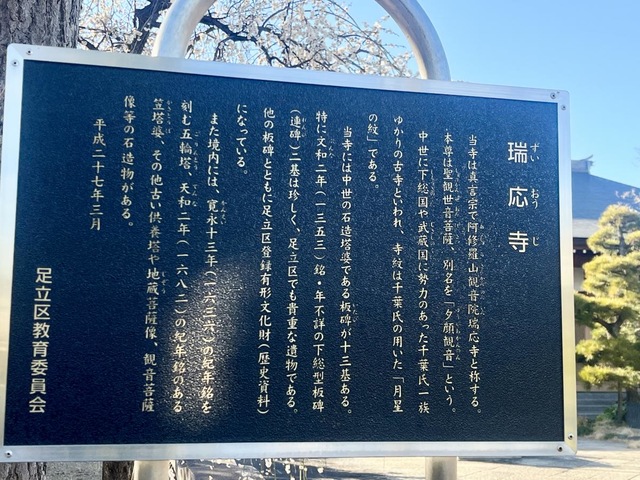 瑞応寺
ずいおうじ
当寺は真言宗で阿修羅山観音院瑞応寺と称する。
本尊は聖観世音菩薩、別名を「夕顔観音」という。
中世に下総国や武蔵国に勢力のあった千葉氏一族
ゆかりの古寺といわれ、寺紋は千葉氏の用いた「月星
の紋」である。
当寺には中世の石造塔婆である板碑が十三基ある。
特に文和二年（一三五三）銘・年不詳の下総型板碑
（連碑）二基は珍しく、足立区でも貴重な遺物である。
他の板碑とともに足立区登録有形文化財（歴史資料）
になっている。
また境内には、寛永十三年（一六三六）の紀年銘を
刻む五輪塔、天和二年（一六八二）の紀年銘のある
笠塔婆、その他古い供養塔や地蔵菩薩像、観音菩薩
像等の石造物がある。
平成二十七年三月
足立区教育委員会